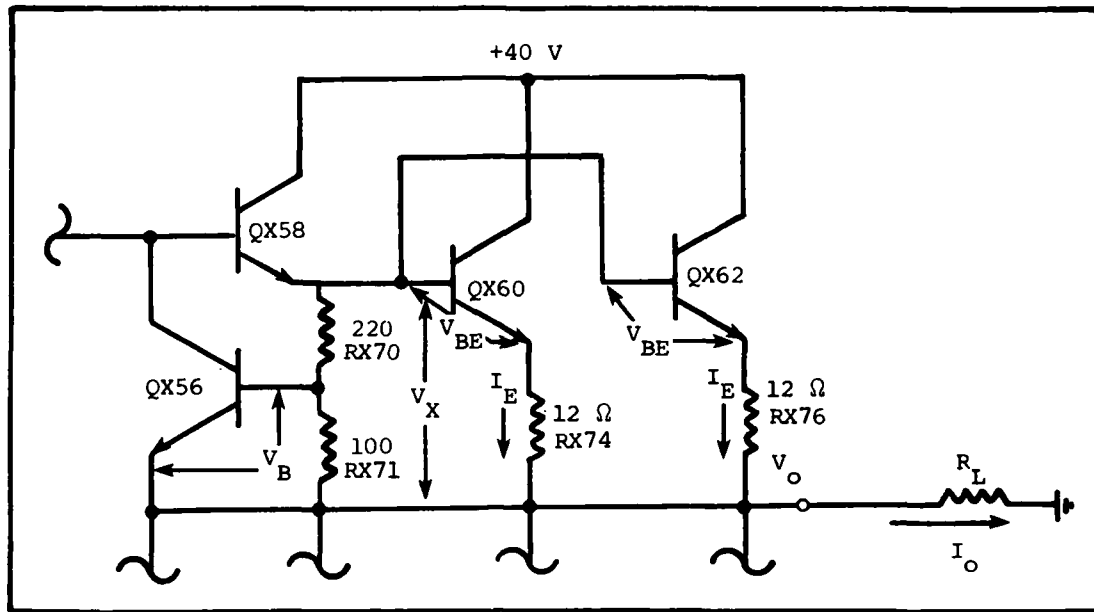 +40 V
QX58
QX60
QX62
V_BE
V_BE
220
RX70
QX56
V_X
I_E
12 Ω
RX74
I_E
12 Ω
RX76
V_B
100
RX71
V_O
R_L
I_O